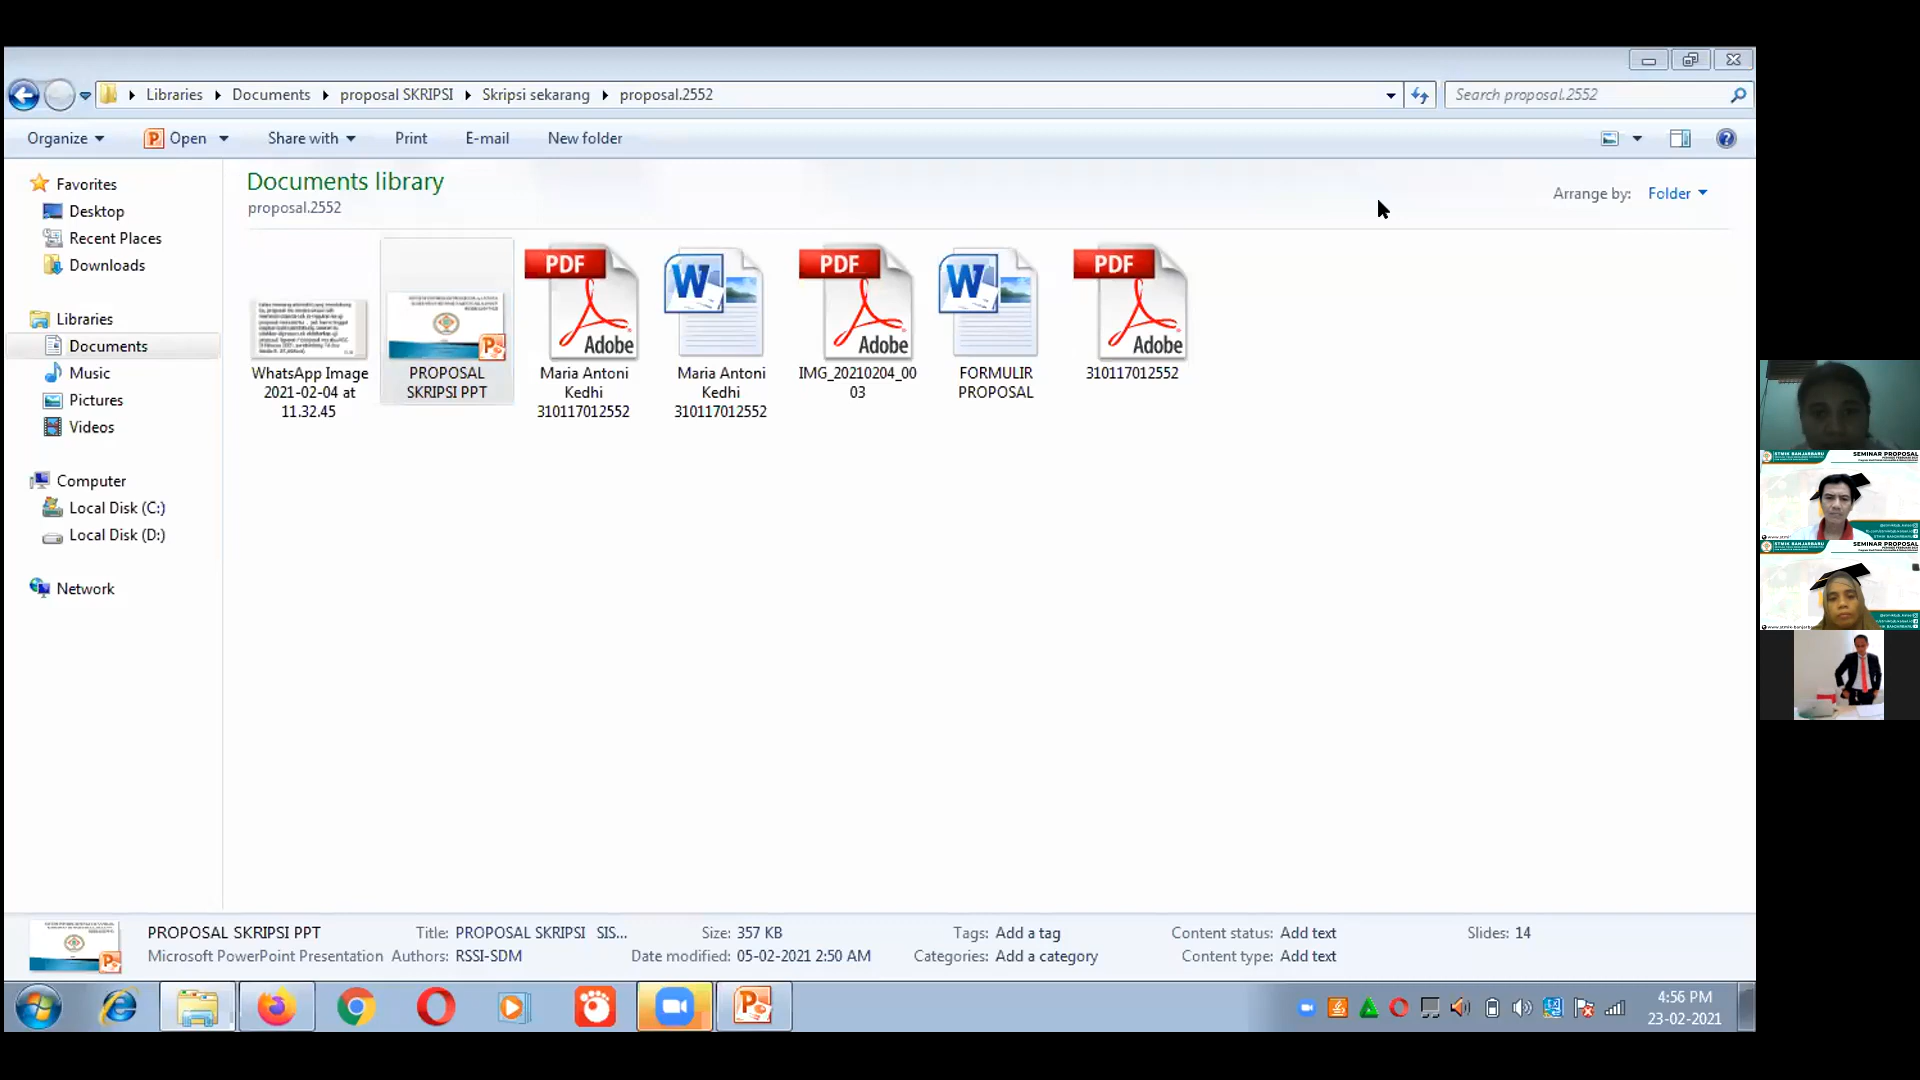 Libraries
Documents
proposal SKRIPSI
Skripsi sekarang
proposal.2552
Search proposal.2552
Organize
Open
Share with
Print
E-mail
New folder
Favorites
Desktop
Recent Places
Downloads
Libraries
Documents
Music
Pictures
Videos
Computer
Local Disk (C:)
Local Disk (D:)
Network
Documents library
proposal.2552
Arrange by: Folder
WhatsApp Image
2021-02-04 at
11.32.45
PROPOSAL
SKRIPSI PPT
PDF
Adobe
Maria Antoni
Kedhi
310117012552
W
Maria Antoni
Kedhi
310117012552
PDF
Adobe
IMG_20210204_00
03
W
FORMULIR
PROPOSAL
PDF
Adobe
310117012552
PROPOSAL SKRIPSI PPT
Microsoft PowerPoint Presentation
Title: PROPOSAL SKRIPSI SIS...
Authors: RSSI-SDM
Size: 357 KB
Date modified: 05-02-2021 2:50 AM
Tags: Add a tag
Categories: Add a category
Content status: Add text
Content type: Add text
Slides: 14
4:56 PM
23-02-2021
STMIK BANJARBARU
SEMINAR PROPOSAL
STMIK BANJARBARU
SEMINAR PROPOSAL